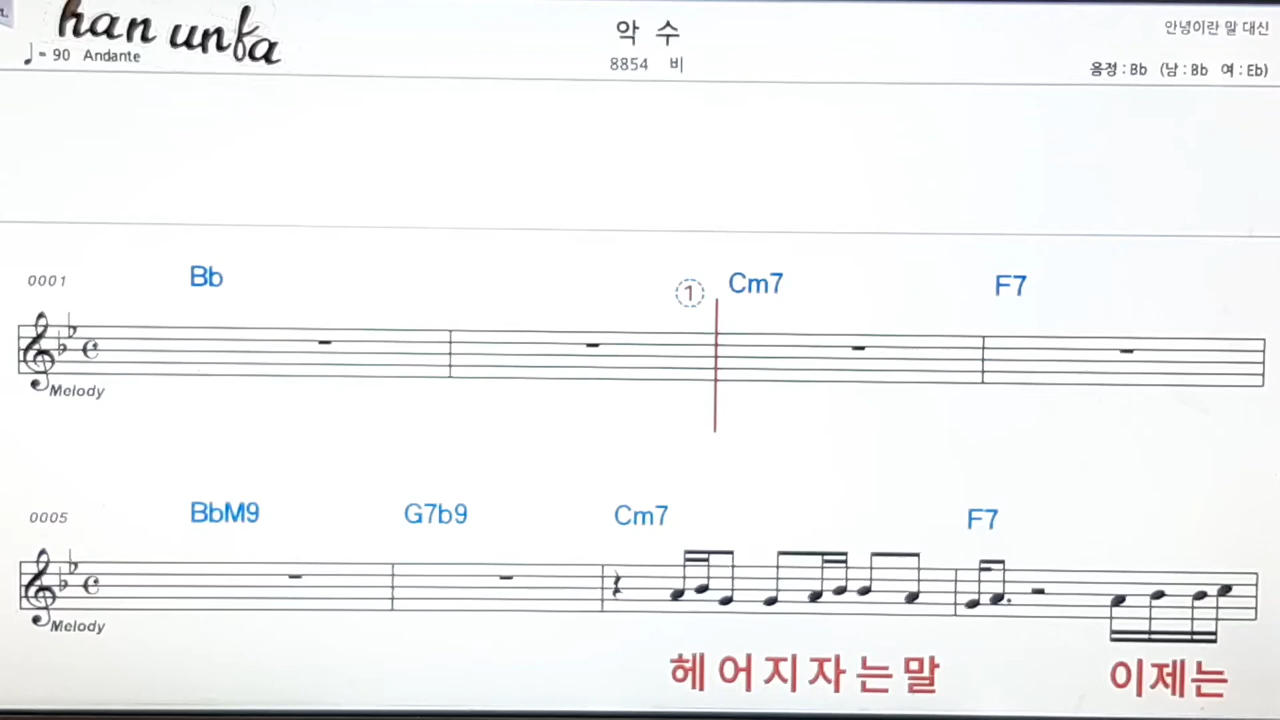 han unfa
악 수
안녕이란 말 대신
♩= 90 Andante
8854 비
음정 : Bb (남 : Bb 여 : Eb)
0001 Bb ① Cm7 F7
Melody
0005 BbM9 G7b9 Cm7 F7
Melody
헤어지자는말 이제는